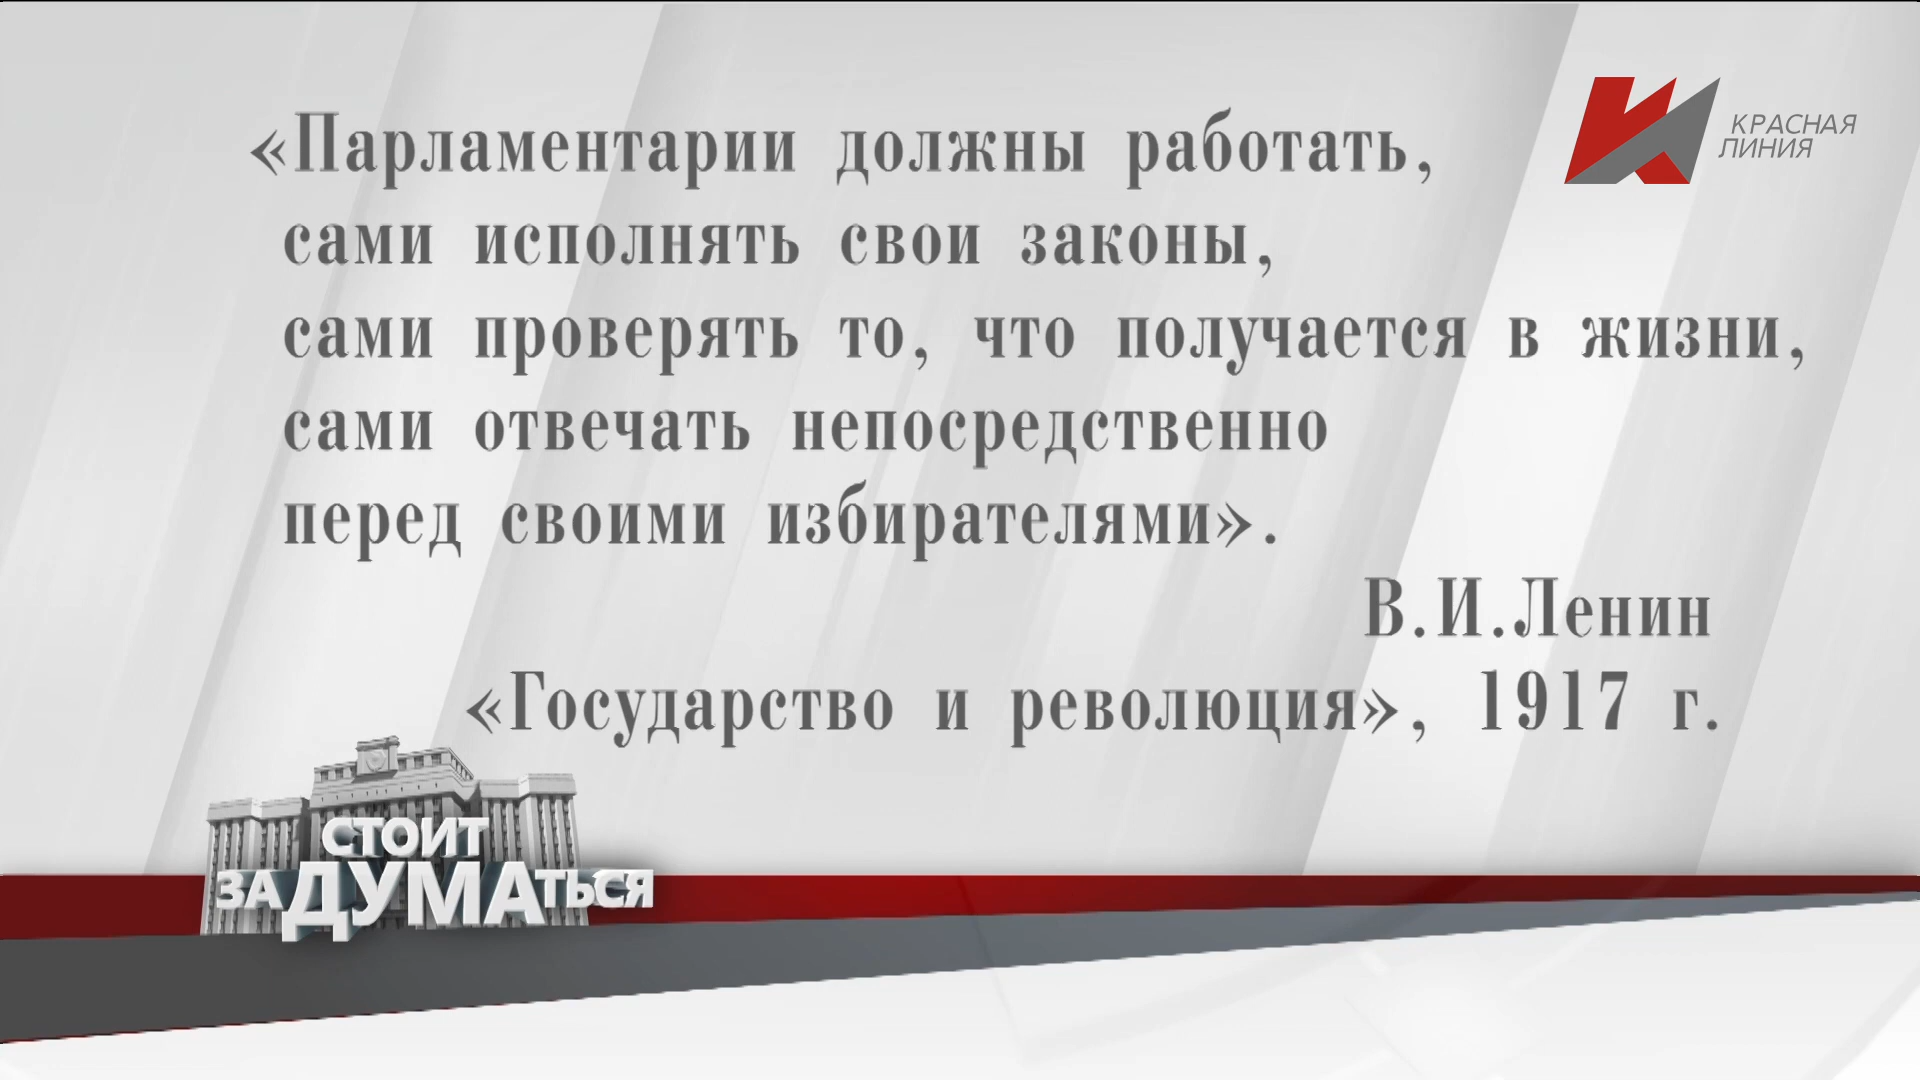 «Парламентарии должны работать,
сами исполнять свои законы,
сами проверять то, что получается в жизни,
сами отвечать непосредственно
перед своими избирателями».
В.И.Ленин
«Государство и революция», 1917 г.
КРАСНАЯ
ЛИНИЯ
СТОИТ
ЗАДУМАТЬСЯ